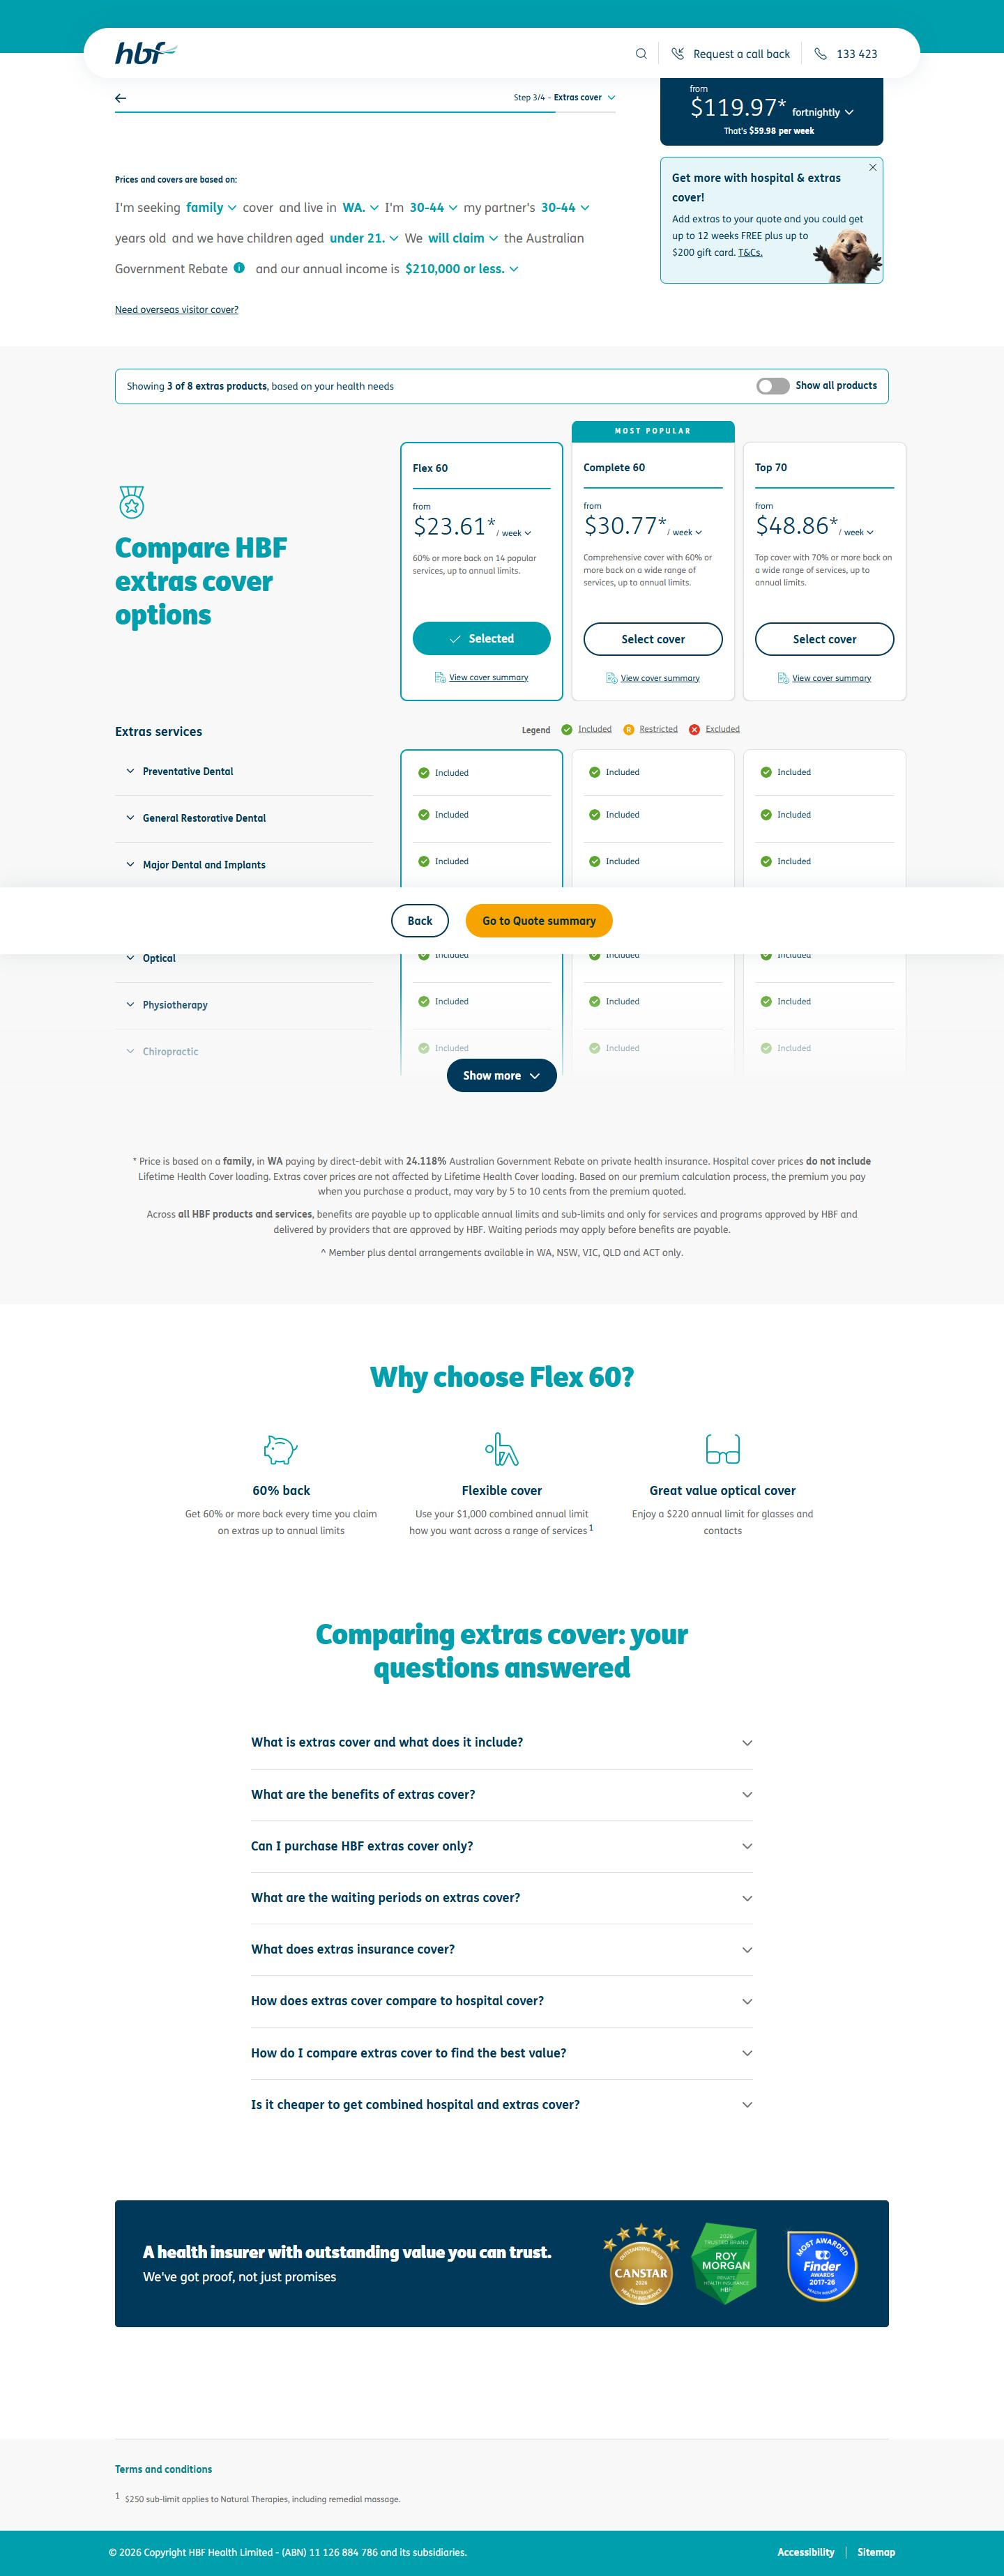 hbf
Request a call back
133 423
Step 3/4 - Extras cover
from
$119.97* fortnightly
That's $59.98 per week
Get more with hospital & extras
cover!
Add extras to your quote and you could get
up to 12 weeks FREE plus up to
$200 gift card. T&Cs.
Prices and covers are based on:
I'm seeking family cover and live in WA. I'm 30-44 my partner's 30-44
years old and we have children aged under 21. We will claim the Australian
Government Rebate i and our annual income is $210,000 or less.
Need overseas visitor cover?
Showing 3 of 8 extras products, based on your health needs
Show all products
Compare HBF
extras cover
options
Flex 60
from
$23.61* / week
60% or more back on 14 popular
services, up to annual limits.
Selected
View cover summary
MOST POPULAR
Complete 60
from
$30.77* / week
Comprehensive cover with 60% or
more back on a wide range of
services, up to annual limits.
Select cover
View cover summary
Top 70
from
$48.86* / week
Top cover with 70% or more back on
a wide range of services, up to
annual limits.
Select cover
View cover summary
Extras services
Legend Included R Restricted Excluded
Preventative Dental Included Included Included
General Restorative Dental Included Included Included
Major Dental and Implants Included Included Included
Back Go to Quote summary
Optical Included Included Included
Physiotherapy Included Included Included
Chiropractic Included Included Included
Show more
* Price is based on a family, in WA paying by direct-debit with 24.118% Australian Government Rebate on private health insurance. Hospital cover prices do not include
Lifetime Health Cover loading. Extras cover prices are not affected by Lifetime Health Cover loading. Based on our premium calculation process, the premium you pay
when you purchase a product, may vary by 5 to 10 cents from the premium quoted.
Across all HBF products and services, benefits are payable up to applicable annual limits and sub-limits and only for services and programs approved by HBF and
delivered by providers that are approved by HBF. Waiting periods may apply before benefits are payable.
^ Member plus dental arrangements available in WA, NSW, VIC, QLD and ACT only.
Why choose Flex 60?
60% back
Get 60% or more back every time you claim
on extras up to annual limits
Flexible cover
Use your $1,000 combined annual limit
how you want across a range of services 1
Great value optical cover
Enjoy a $220 annual limit for glasses and
contacts
Comparing extras cover: your
questions answered
What is extras cover and what does it include?
What are the benefits of extras cover?
Can I purchase HBF extras cover only?
What are the waiting periods on extras cover?
What does extras insurance cover?
How does extras cover compare to hospital cover?
How do I compare extras cover to find the best value?
Is it cheaper to get combined hospital and extras cover?
A health insurer with outstanding value you can trust.
We've got proof, not just promises
OUTSTANDING VALUE
CANSTAR
2026
AUSTRALIA
HEALTH INSURANCE
2026
TRUSTED BRAND
ROY
MORGAN
PRIVATE
HEALTH INSURANCE
HBF
MOST AWARDED
Finder
AWARDS
2017-26
HEALTH INSURER
Terms and conditions
1 $250 sub-limit applies to Natural Therapies, including remedial massage.
© 2026 Copyright HBF Health Limited - (ABN) 11 126 884 786 and its subsidiaries.
Accessibility
Sitemap